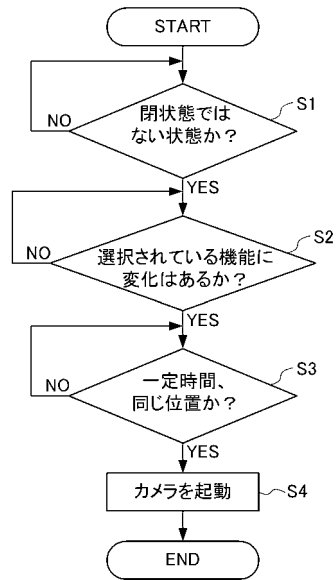 START
S1
閉状態では
ない状態か？
NO
YES
S2
選択されている機能に
変化はあるか？
NO
YES
S3
一定時間、
同じ位置か？
NO
YES
S4
カメラを起動
END